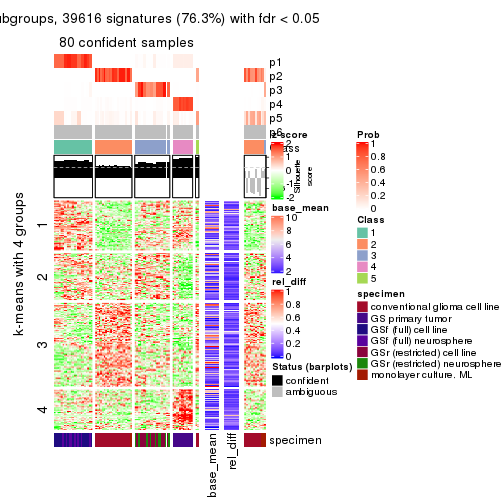 ubgroups, 39616 signatures (76.3%) with fdr < 0.05
80 confident samples
p1
p2
p3
p4
p5
p6
Class
Silhouette
score
k-means with 4 groups
1
2
3
4
z-score
2
1
0
-1
-2
base_mean
10
8
6
4
2
rel_diff
1
0.8
0.6
0.4
0.2
0
Status (barplots)
confident
ambiguous
Prob
1
0.8
0.6
0.4
0.2
0
Class
1
2
3
4
5
specimen
conventional glioma cell line
GS primary tumor
GSf (full) cell line
GSf (full) neurosphere
GSr (restricted) cell line
GSr (restricted) neurosphere
monolayer culture. ML
specimen
base_mean
rel_diff